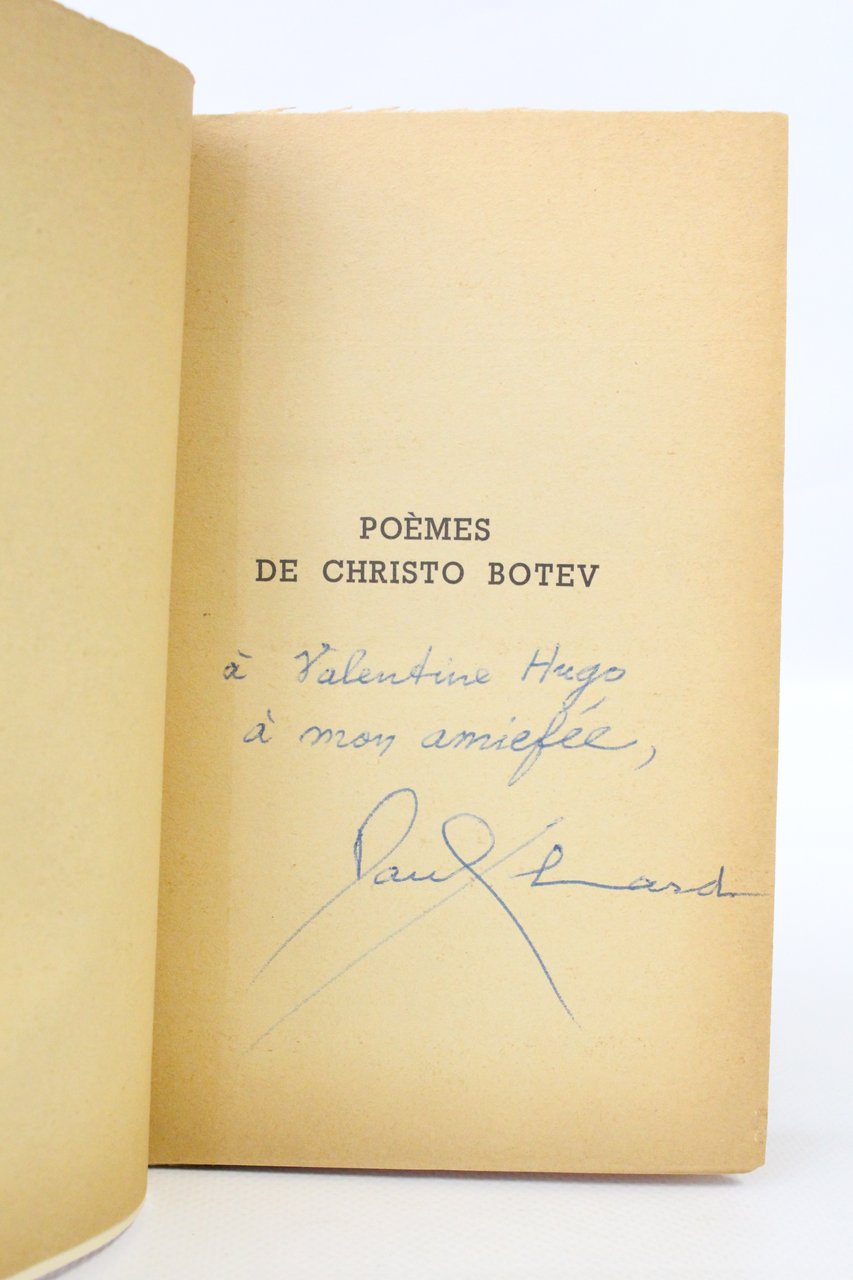 POÈMES
DE CHRISTO BOTEV
à Valentine Hugo
à mon amiefée,
Paul Eluard